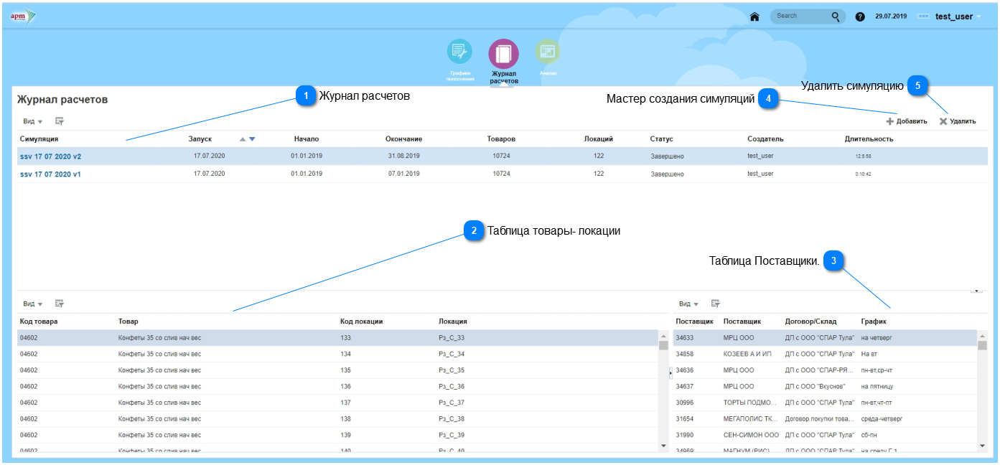 apm
Search
?
29.07.2019
test_user
Графики пополнения
Журнал расчетов
Анализ
Журнал расчетов
1 Журнал расчетов
Мастер создания симуляций 4
Удалить симуляцию 5
Вид
Добавить
Удалить
Симуляция Запуск Начало Окончание Товаров Локаций Статус Создатель Длительность
ssv 17 07 2020 v2 17.07.2020 01.01.2019 31.08.2019 10724 122 Завершено test_user 12:5:58
ssv 17 07 2020 v1 17.07.2020 01.01.2019 07.01.2019 10724 122 Завершено test_user 0:10:42
2 Таблица товары- локации
Таблица Поставщики. 3
Вид
Код товара Товар Код локации Локация
04602 Конфеты 35 со слив нач вес 133 Рз_С_33
04602 Конфеты 35 со слив нач вес 134 Рз_С_34
04602 Конфеты 35 со слив нач вес 135 Рз_С_35
04602 Конфеты 35 со слив нач вес 136 Рз_С_36
04602 Конфеты 35 со слив нач вес 137 Рз_С_37
04602 Конфеты 35 со слив нач вес 138 Рз_С_38
04602 Конфеты 35 со слив нач вес 139 Рз_С_39
04602 Конфеты 35 со слив нач вес 140 Рз_С_40
Вид
Поставщик Поставщик Договор/Склад График
34633 МРЦ ООО ДП с ООО "СПАР Тула" на четверг
34858 КОЗЕЕВ А И ИП ДП с ООО "СПАР Тула" На вт
34636 МРЦ ООО ДП с ООО "СПАР-РЯ... пн-вт,ср-чт
34637 МРЦ ООО ДП с ООО "Вкуснов" на пятницу
30996 ТОРТЫ ПОДМО... ДП с ООО "СПАР Тула" пн-вт,чт-пт
31654 МЕГАПОЛИС ТК... Договор покупки това... среда-четверг
31990 СЕН-СИМОН ООО ДП с ООО "СПАР Тула" сб-пн
34969 МАГНУМ (РИС) ДП с ООО "СПАР Тула" на среду Г 1